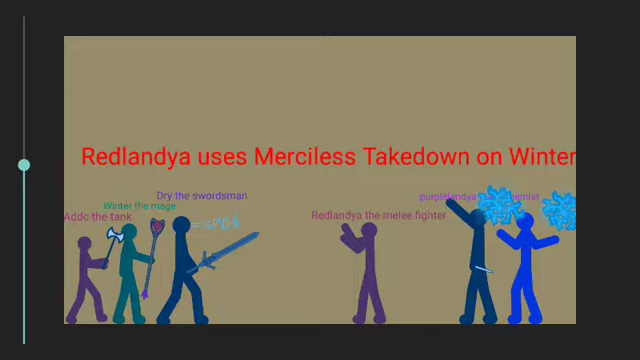 Redlandya uses Merciless Takedown on Winter
Dry the swordsman
Winter the mage
Addc the tank
Redlandya the melee fighter
purplelandya